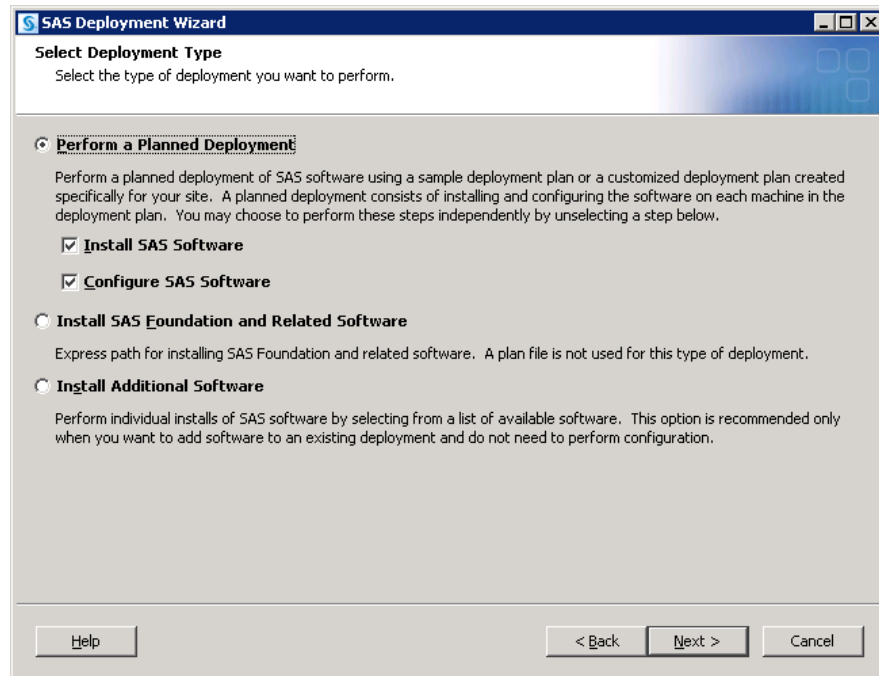 SAS Deployment Wizard
Select Deployment Type
Select the type of deployment you want to perform.
Perform a Planned Deployment
Perform a planned deployment of SAS software using a sample deployment plan or a customized deployment plan created
specifically for your site. A planned deployment consists of installing and configuring the software on each machine in the
deployment plan. You may choose to perform these steps independently by unselecting a step below.
Install SAS Software
Configure SAS Software
Install SAS Foundation and Related Software
Express path for installing SAS Foundation and related software. A plan file is not used for this type of deployment.
Install Additional Software
Perform individual installs of SAS software by selecting from a list of available software. This option is recommended only
when you want to add software to an existing deployment and do not need to perform configuration.
Help
< Back
Next >
Cancel